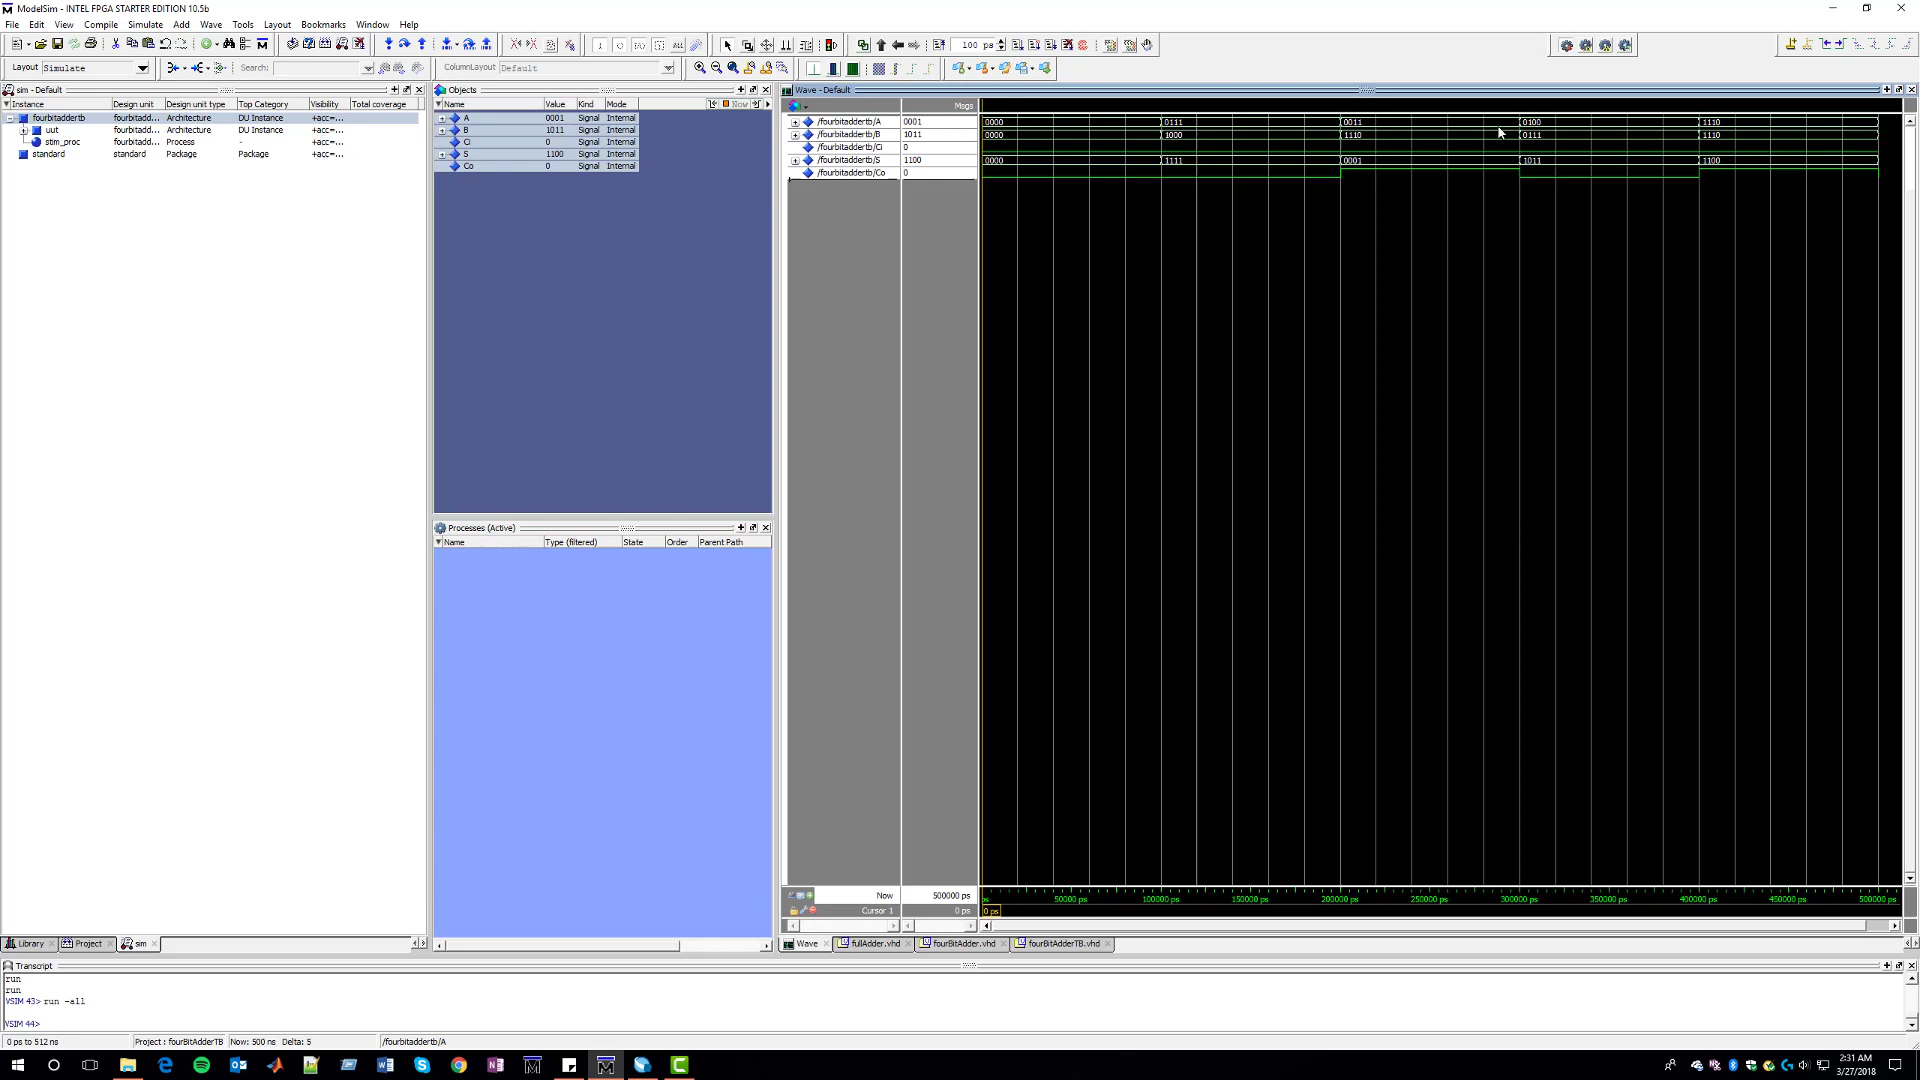 ModelSim - INTEL FPGA STARTER EDITION 10.5b
File Edit View Compile Simulate Add Wave Tools Layout Bookmarks Window Help
100 ps
Layout Simulate
Search:
ColumnLayout Default
sim - Default
Instance Design unit Design unit type Top Category Visibility Total coverage
fourbitaddertb fourbitadd... Architecture DU Instance +acc=...
uut fourbitadd... Architecture DU Instance +acc=...
stim_proc fourbitadd... Process - +acc=...
standard standard Package Package +acc=...
Objects
Name Value Kind Mode Now
A 0001 Signal Internal
B 1011 Signal Internal
Ci 0 Signal Internal
S 1100 Signal Internal
Co 0 Signal Internal
Processes (Active)
Name Type (filtered) State Order Parent Path
Wave - Default
Msgs
/fourbitaddertb/A 0001 0000 0111 0011 0100 1110
/fourbitaddertb/B 1011 0000 1000 1110 0111 1110
/fourbitaddertb/Ci 0
/fourbitaddertb/S 1100 0000 1111 0001 1011 1100
/fourbitaddertb/Co 0
Now 500000 ps ps 50000 ps 100000 ps 150000 ps 200000 ps 250000 ps 300000 ps 350000 ps 400000 ps 450000 ps 500000 ps
Cursor 1 0 ps 0 ps
Library Project sim
Wave fullAdder.vhd fourBitAdder.vhd fourBitAdderTB.vhd
Transcript
run
run
VSIM 43> run -all
VSIM 44>
0 ps to 512 ns Project : fourBitAdderTB Now: 500 ns Delta: 5 /fourbitaddertb/A
2:31 AM
3/27/2018